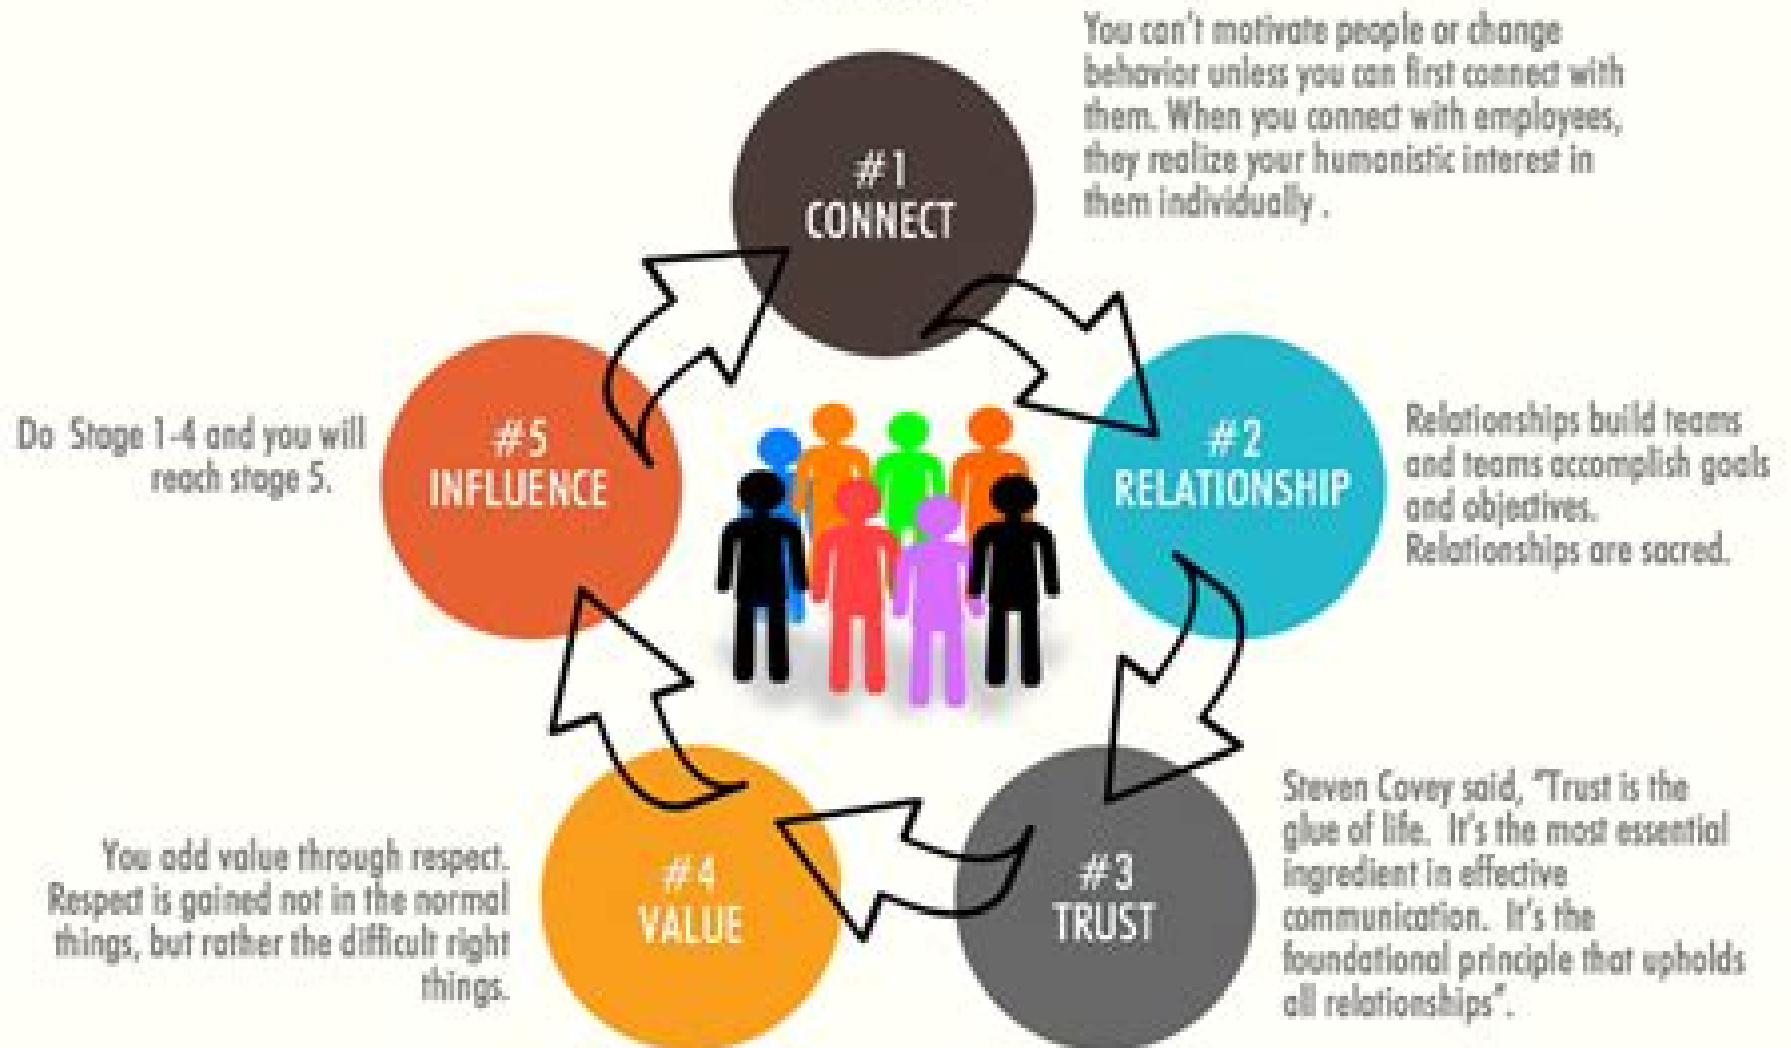 #1
CONNECT
You can't motivate people or change
behavior unless you can first connect with
them. When you connect with employees,
they realize your humanistic interest in
them individually .
#2
RELATIONSHIP
Relationships build teams
and teams accomplish goals
and objectives.
Relationships are sacred.
#3
TRUST
Steven Covey said, "Trust is the
glue of life. It's the most essential
ingredient in effective
communication. It's the
foundational principle that upholds
all relationships".
#4
VALUE
You add value through respect.
Respect is gained not in the normal
things, but rather the difficult right
things.
#5
INFLUENCE
Do Stage 1-4 and you will
reach stage 5.